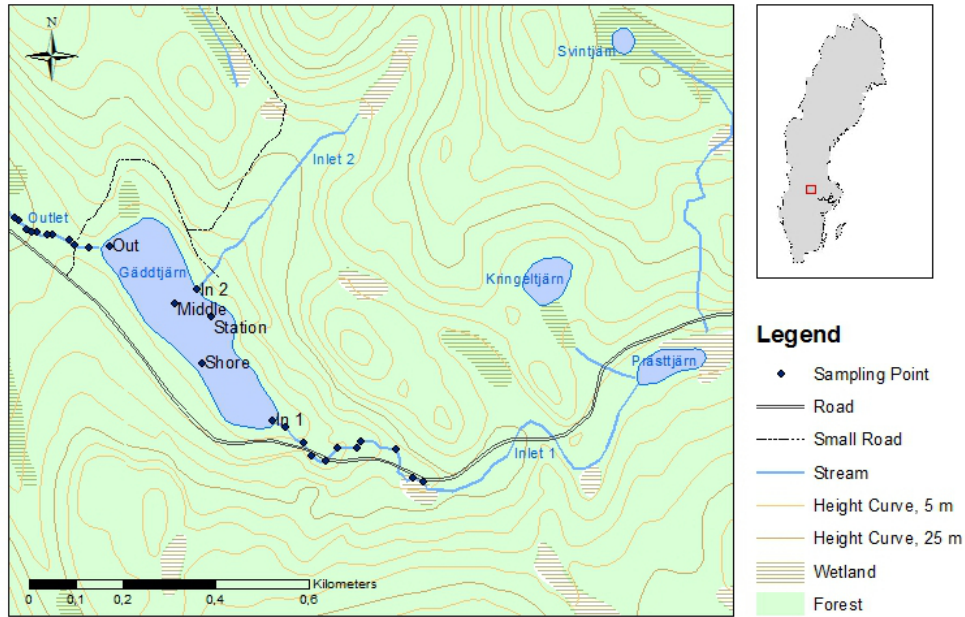 N
Svintjärn
Inlet 2
Outlet
Out
Gäddtjärn
In 2
Middle
Station
Kringeltjärn
Shore
Prästtjärn
In 1
Inlet 1
Kilometers
0 0,1 0,2 0,4 0,6
Legend
Sampling Point
Road
Small Road
Stream
Height Curve, 5 m
Height Curve, 25 m
Wetland
Forest